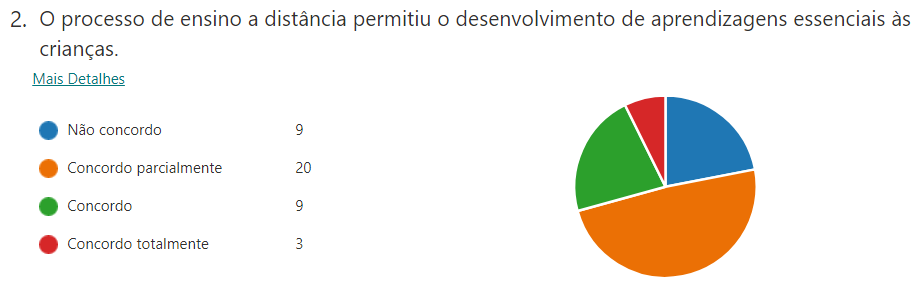 2. O processo de ensino a distância permitiu o desenvolvimento de aprendizagens essenciais às
crianças.
Mais Detalhes
Não concordo 9
Concordo parcialmente 20
Concordo 9
Concordo totalmente 3